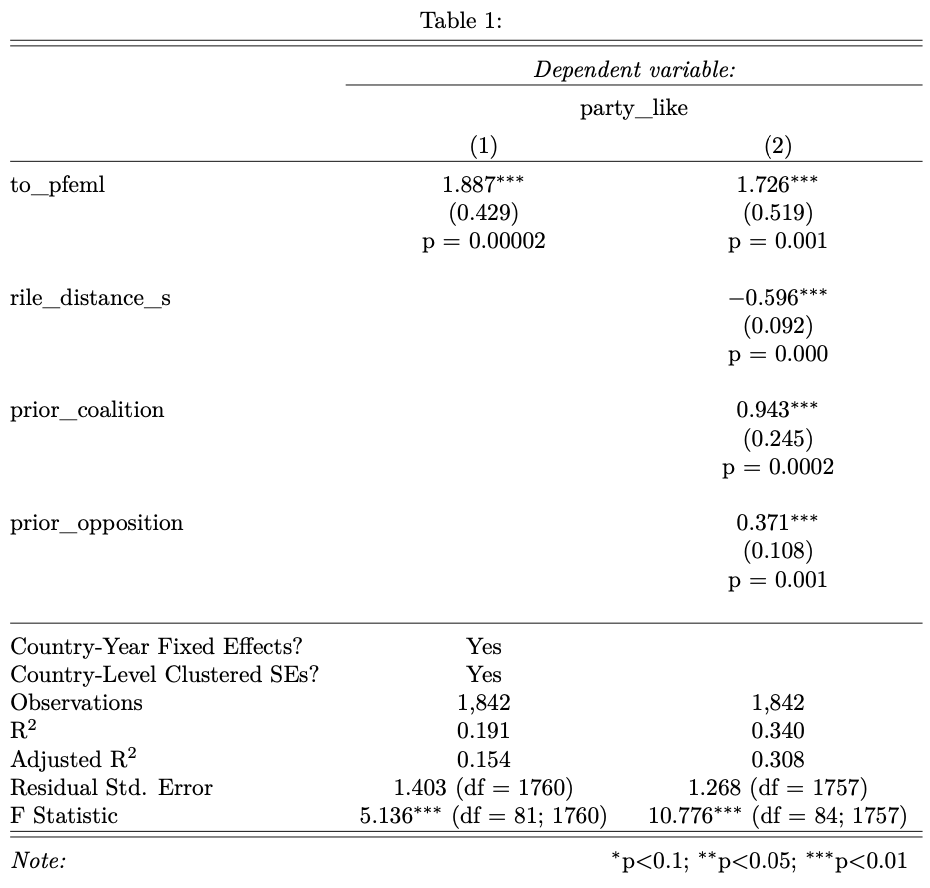 Table 1:
Dependent variable:
party_like
(1) (2)
to_pfeml 1.887*** 1.726***
(0.429) (0.519)
p = 0.00002 p = 0.001
rile_distance_s −0.596***
(0.092)
p = 0.000
prior_coalition 0.943***
(0.245)
p = 0.0002
prior_opposition 0.371***
(0.108)
p = 0.001
Country-Year Fixed Effects? Yes
Country-Level Clustered SEs? Yes
Observations 1,842 1,842
R² 0.191 0.340
Adjusted R² 0.154 0.308
Residual Std. Error 1.403 (df = 1760) 1.268 (df = 1757)
F Statistic 5.136*** (df = 81; 1760) 10.776*** (df = 84; 1757)
Note: *p<0.1; **p<0.05; ***p<0.01